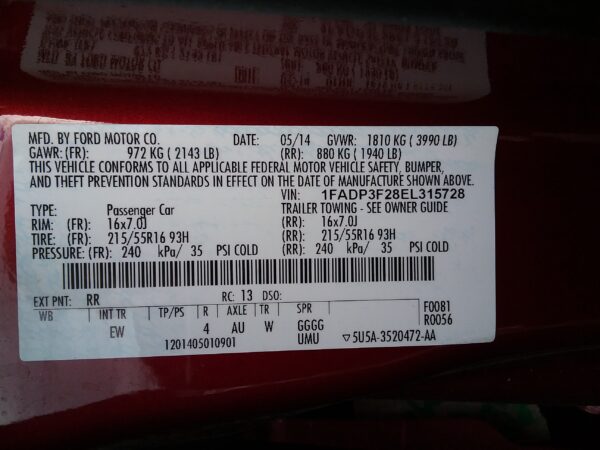 MFD. BY FORD MOTOR CO. DATE: 05/14 GVWR: 1810 KG ( 3990 LB)
GAWR: (FR): 972 KG ( 2143 LB) (RR): 880 KG ( 1940 LB)
THIS VEHICLE CONFORMS TO ALL APPLICABLE FEDERAL MOTOR VEHICLE SAFETY, BUMPER,
AND THEFT PREVENTION STANDARDS IN EFFECT ON THE DATE OF MANUFACTURE SHOWN ABOVE.
VIN: 1FADP3F28EL315728
TYPE: Passenger Car TRAILER TOWING - SEE OWNER GUIDE
RIM: (FR): 16x7.0J (RR): 16x7.0J
TIRE: (FR): 215/55R16 93H (RR): 215/55R16 93H
PRESSURE: (FR): 240 kPa/ 35 PSI COLD (RR): 240 kPa/ 35 PSI COLD
EXT PNT: RR RC: 13 DSO:
WB INT TR TP/PS R AXLE TR SPR F0081
EW 4 AU W GGGG R0056
1201405010901 UMU ▽5U5A-3520472-AA